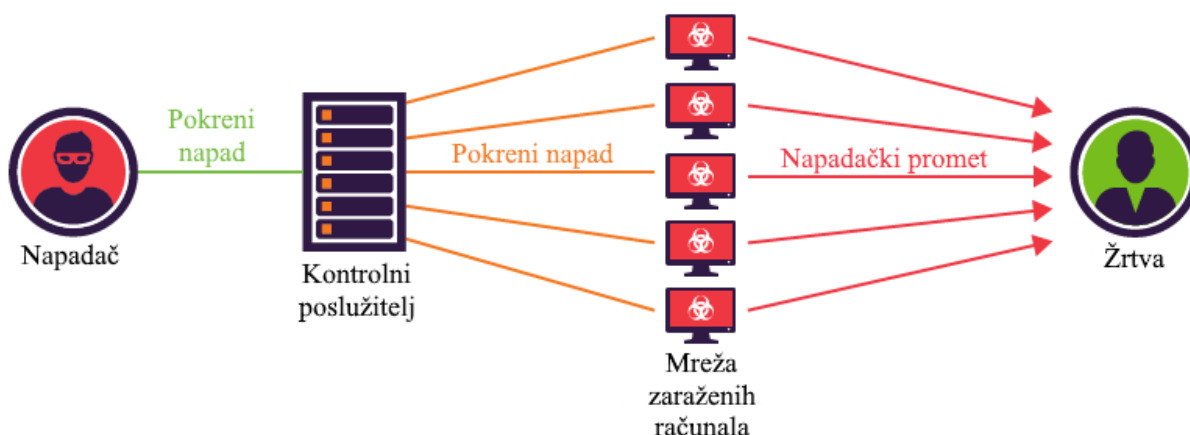 Pokreni
napad
Pokreni napad
Napadački promet
Napadač
Kontrolni
poslužitelj
Mreža
zaraženih
računala
Žrtva